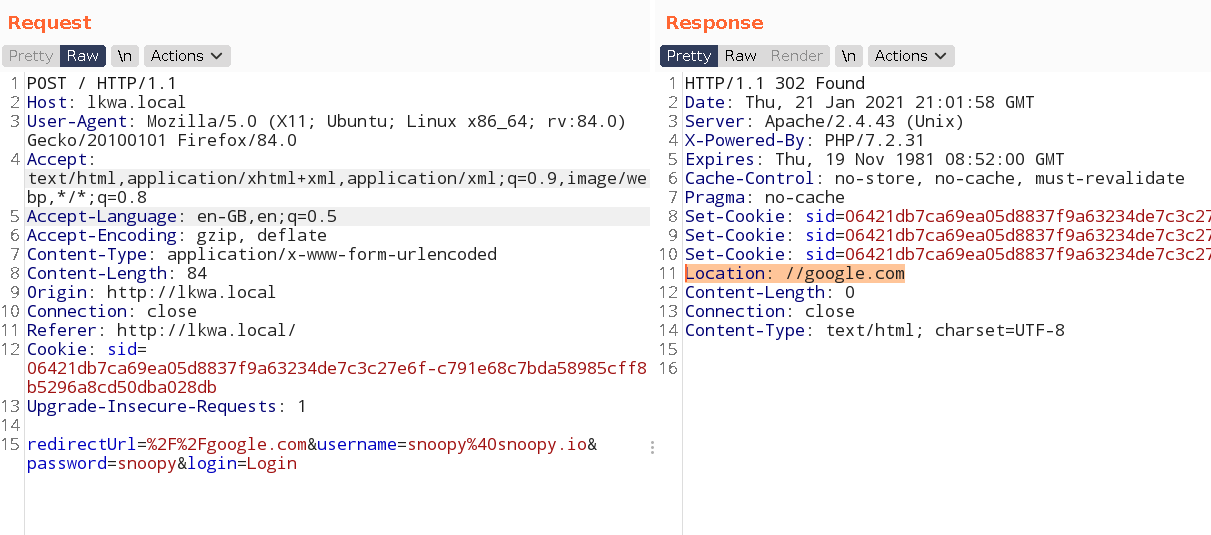 Request
Pretty Raw \n Actions
1 POST / HTTP/1.1
2 Host: lkwa.local
3 User-Agent: Mozilla/5.0 (X11; Ubuntu; Linux x86_64; rv:84.0)
Gecko/20100101 Firefox/84.0
4 Accept:
text/html,application/xhtml+xml,application/xml;q=0.9,image/we
bp,*/*;q=0.8
5 Accept-Language: en-GB,en;q=0.5
6 Accept-Encoding: gzip, deflate
7 Content-Type: application/x-www-form-urlencoded
8 Content-Length: 84
9 Origin: http://lkwa.local
10 Connection: close
11 Referer: http://lkwa.local/
12 Cookie: sid=
06421db7ca69ea05d8837f9a63234de7c3c27e6f-c791e68c7bda58985cff8
b5296a8cd50dba028db
13 Upgrade-Insecure-Requests: 1
14
15 redirectUrl=%2F%2Fgoogle.com&username=snoopy%40snoopy.io&
password=snoopy&login=Login
Response
Pretty Raw Render \n Actions
1 HTTP/1.1 302 Found
2 Date: Thu, 21 Jan 2021 21:01:58 GMT
3 Server: Apache/2.4.43 (Unix)
4 X-Powered-By: PHP/7.2.31
5 Expires: Thu, 19 Nov 1981 08:52:00 GMT
6 Cache-Control: no-store, no-cache, must-revalidate
7 Pragma: no-cache
8 Set-Cookie: sid=06421db7ca69ea05d8837f9a63234de7c3c27
9 Set-Cookie: sid=06421db7ca69ea05d8837f9a63234de7c3c27
10 Set-Cookie: sid=06421db7ca69ea05d8837f9a63234de7c3c27
11 Location: //google.com
12 Content-Length: 0
13 Connection: close
14 Content-Type: text/html; charset=UTF-8
15
16